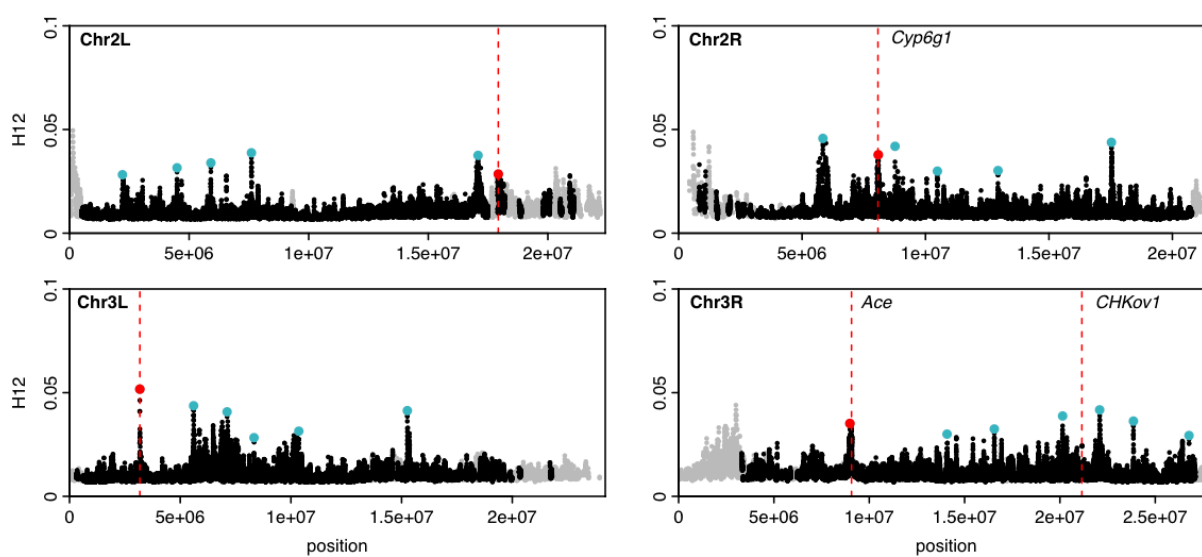 0.1
Chr2L
H12
0.05
0
0 5e+06 1e+07 1.5e+07 2e+07
Chr2R
Cyp6g1
0.1
0.05
0
0 5e+06 1e+07 1.5e+07 2e+07
0.1
Chr3L
H12
0.05
0
0 5e+06 1e+07 1.5e+07 2e+07
position
0.1
Chr3R
Ace
CHKov1
0.05
0
0 5e+06 1e+07 1.5e+07 2e+07 2.5e+07
position